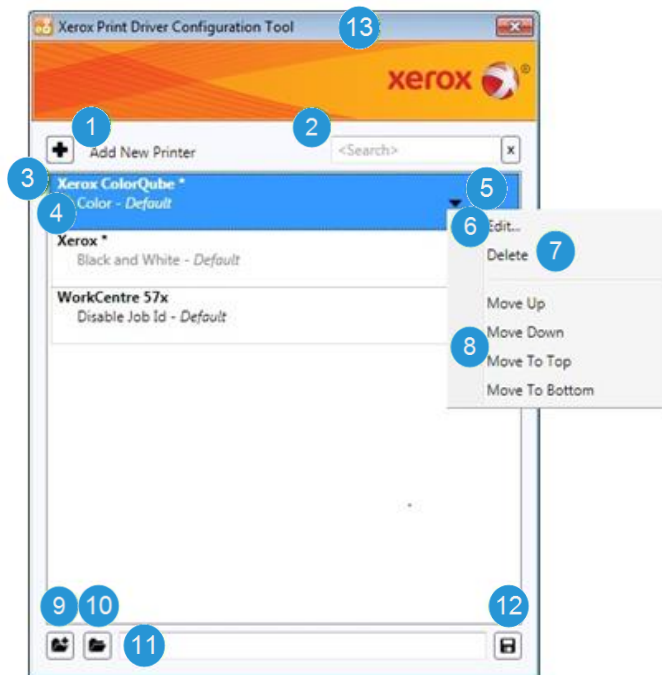 Xerox Print Driver Configuration Tool
13
xerox ®
1
2
+ Add New Printer
<Search>
x
3
Xerox ColorQube *
5
4
Color - Default
6
Edit...
Xerox *
Delete
7
Black and White - Default
WorkCentre 57x
Move Up
Disable Job Id - Default
Move Down
8
Move To Top
Move To Bottom
9
10
12
11